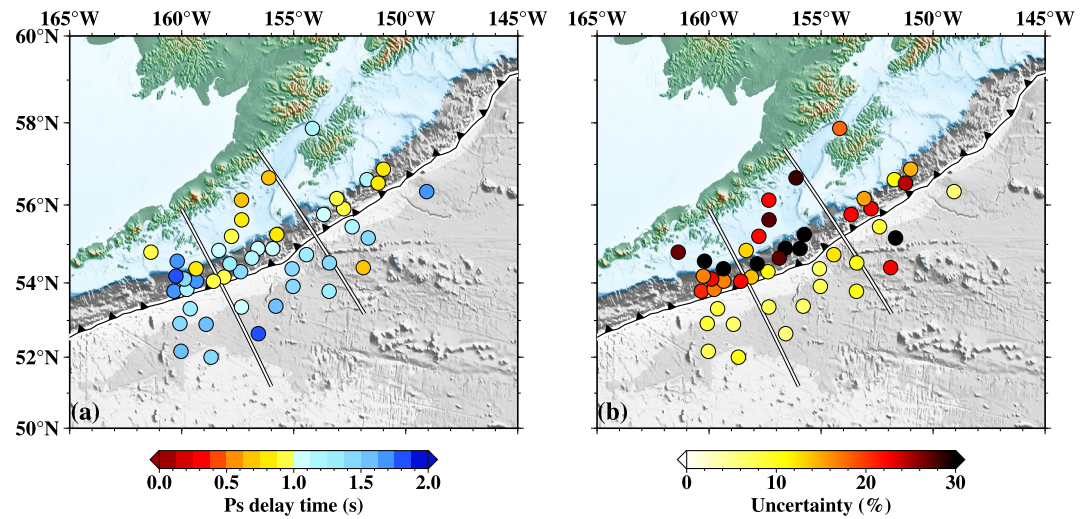 165°W 160°W 155°W 150°W 145°W
165°W 160°W 155°W 150°W 145°W
60°N
58°N
56°N
54°N
52°N
50°N
(a)
(b)
0.0 0.5 1.0 1.5 2.0
Ps delay time (s)
0 10 20 30
Uncertainty (%)